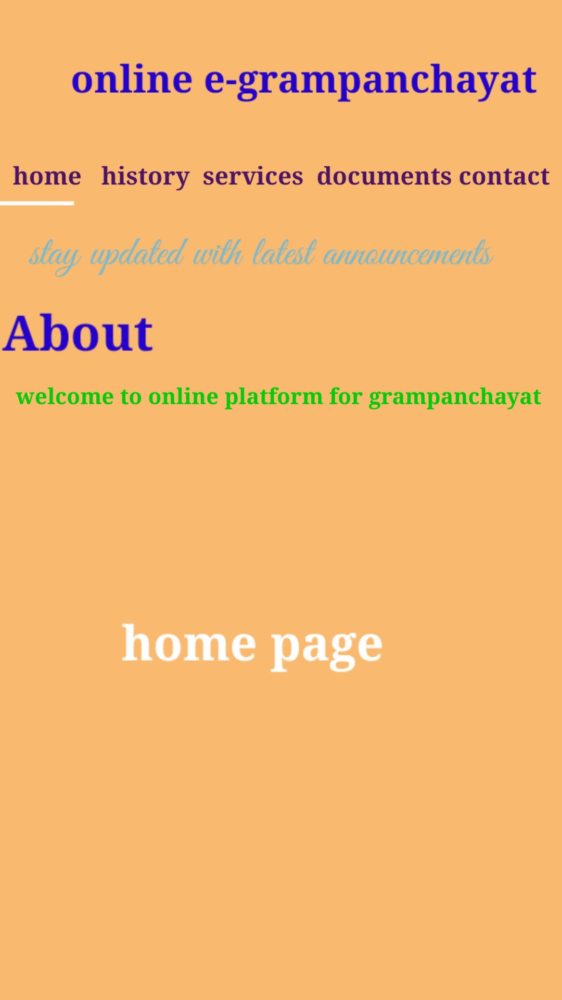 online e-grampanchayat
home history services documents contact
stay updated with latest announcements
About
welcome to online platform for grampanchayat
home page